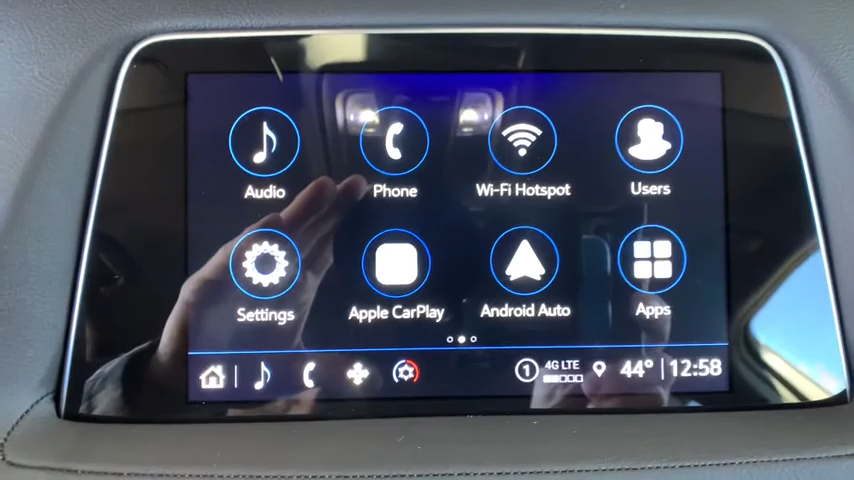 Audio Phone Wi-Fi Hotspot Users
Settings Apple CarPlay Android Auto Apps
1 4G LTE 44° 12:58